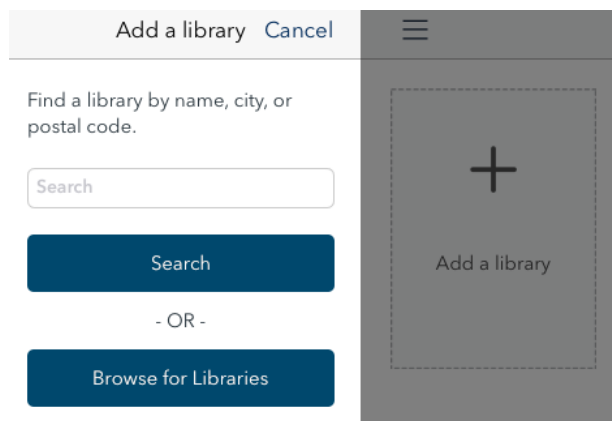 Add a library Cancel
Find a library by name, city, or
postal code.
Search
Search
- OR -
Browse for Libraries
Add a library